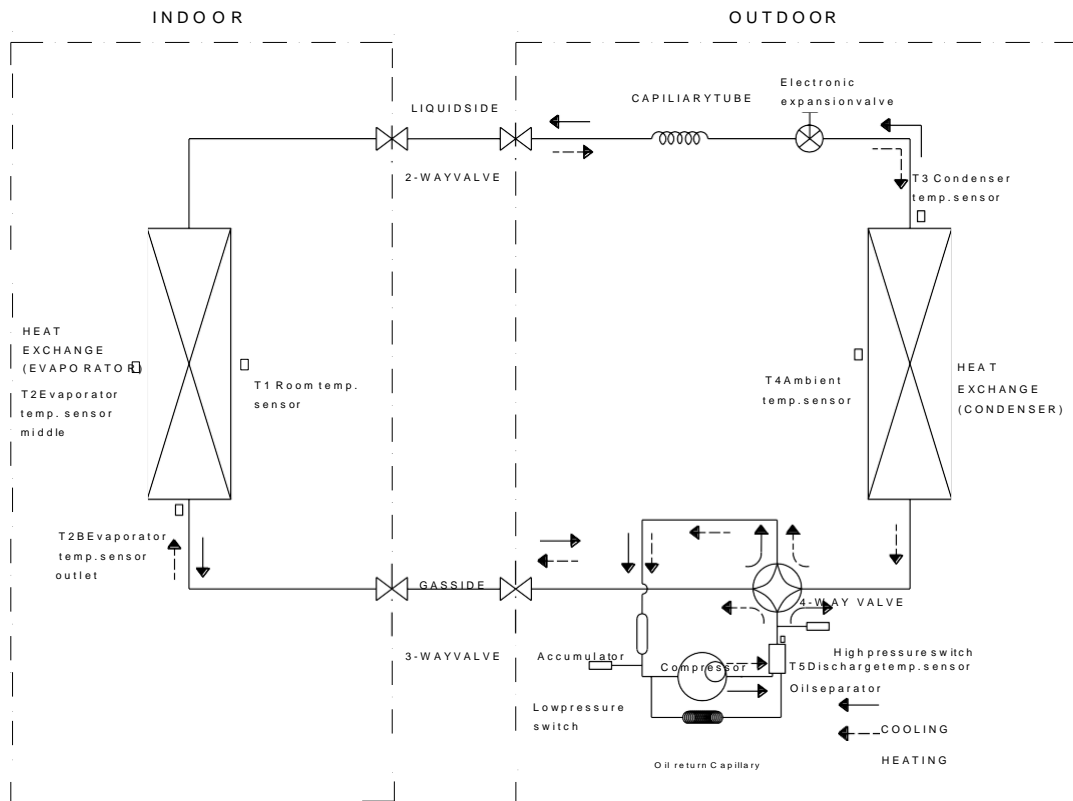 INDOOR
OUTDOOR
Electronic
expansionvalve
CAPILIARYTUBE
LIQUIDSIDE
2-WAYVALVE
T3 Condenser
temp.sensor
HEAT
EXCHANGE
(EVAPORATOR)
T2Evaporator
temp. sensor
middle
T1 Room temp.
sensor
T4Ambient
temp.sensor
HEAT
EXCHANGE
(CONDENSER)
T2BEvaporator
temp.sensor
outlet
GASSIDE
4-WAY VALVE
3-WAYVALVE
Accumulator
Compressor
High pressure switch
T5Dischargetemp.sensor
Oilseparator
Lowpressure
switch
COOLING
HEATING
Oil return Capillary